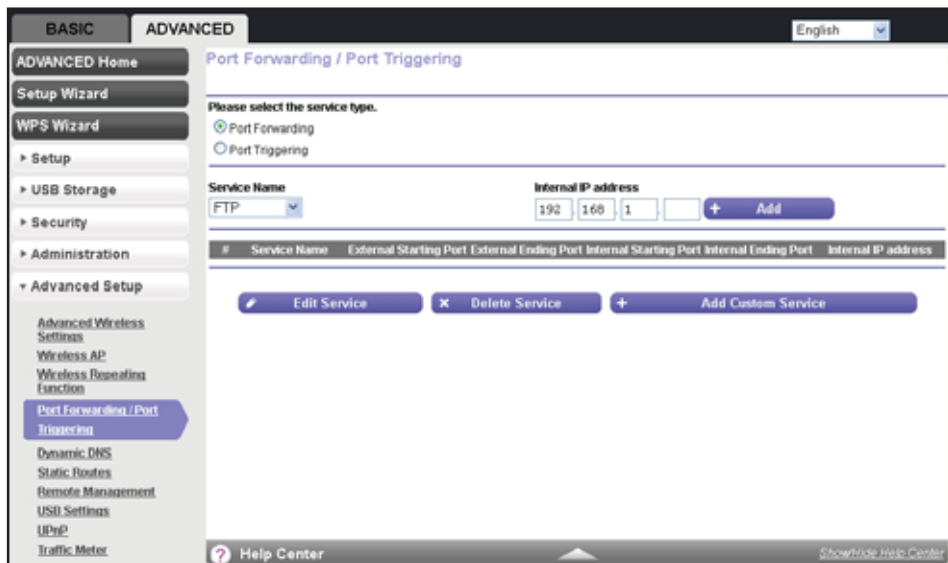 BASIC
ADVANCED
English
ADVANCED Home
Setup Wizard
WPS Wizard
Setup
USB Storage
Security
Administration
Advanced Setup
Advanced Wireless
Settings
Wireless AP
Wireless Repeating
Function
Port Forwarding / Port
Triggering
Dynamic DNS
Static Routes
Remote Management
USB Settings
UPnP
Traffic Meter
Port Forwarding / Port Triggering
Please select the service type.
Port Forwarding
Port Triggering
Service Name
FTP
Internal IP address
192 . 168 . 1 .
+ Add
# Service Name External Starting Port External Ending Port Internal Starting Port Internal Ending Port Internal IP address
Edit Service
× Delete Service
+ Add Custom Service
? Help Center
Show/Hide Help Center